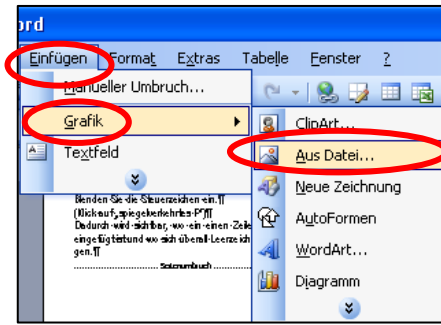 ord
Einfügen Format Extras Tabelle Fenster ?
Manueller Umbruch...
Grafik
Textfeld
ClipArt...
Aus Datei...
Neue Zeichnung
AutoFormen
WordArt...
Diagramm
Blenden·Sie·die·Steuerzeichen·ein.¶
(Klick·auf·„spiegelverkehrtes·P")¶
Dadurch·wird·sichtbar,·wo·ein·einen·Zeile
eingefügt·ist·und·wo·sich·überall·Leerzeich
gen.¶
Seitenumbruch